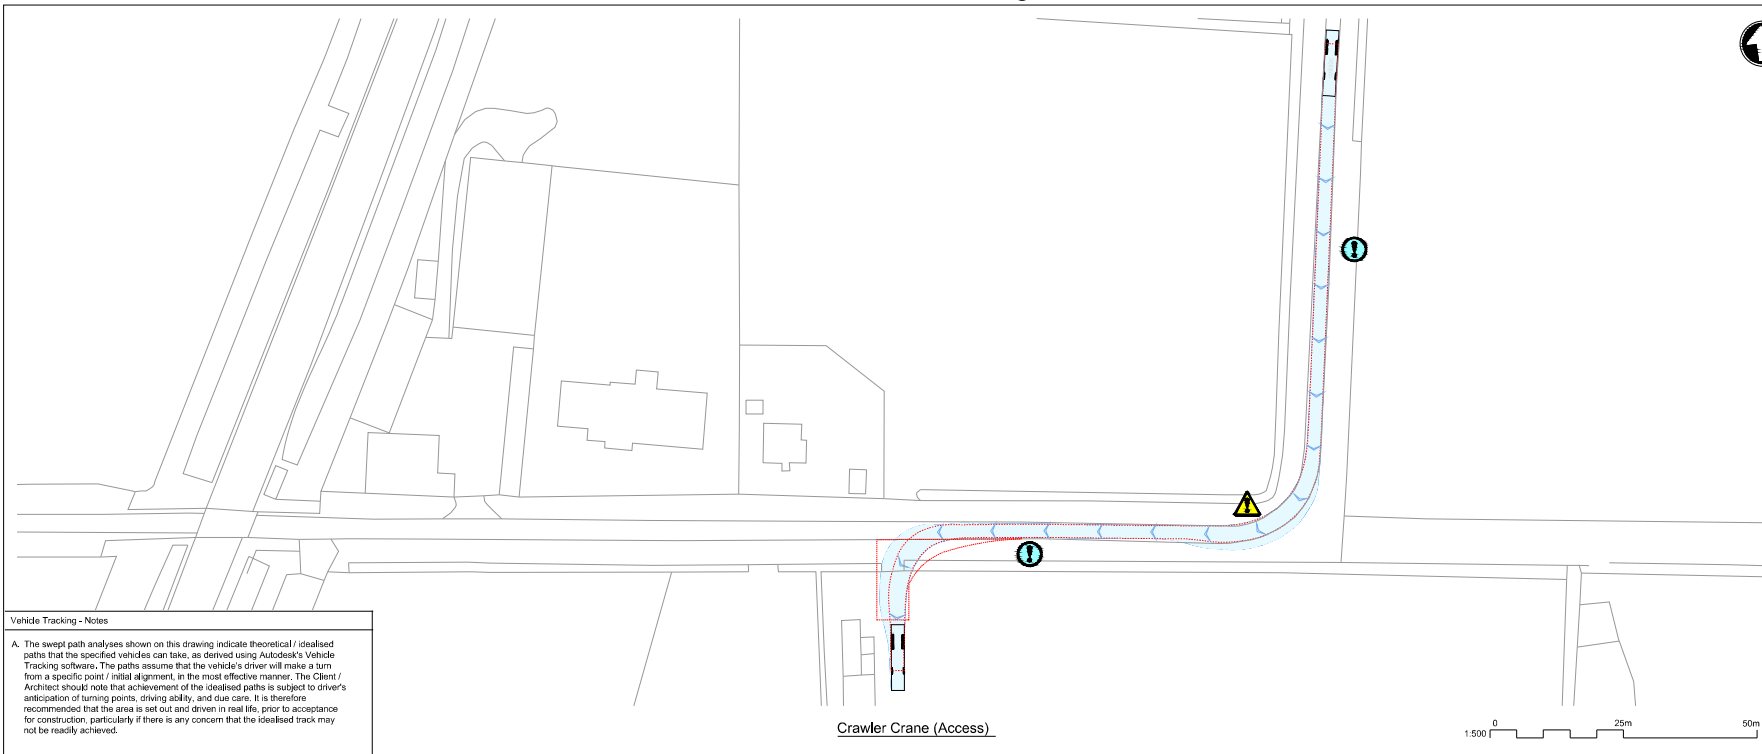 Vehicle Tracking - Notes
A. The swept path analyses shown on this drawing indicate theoretical / idealised
paths that the specified vehicles can take, as derived using Autodesk's Vehicle
Tracking software. The paths assume that the vehicle's driver will make a turn
from a specific point / initial alignment, in the most effective manner. The Client /
Architect should note that achievement of the idealised paths is subject to driver's
anticipation of turning points, driving ability, and due care. It is therefore
recommended that the area is set out and driven in real life, prior to acceptance
for construction, particularly if there is any concern that the idealised track may
not be readily achieved.
Crawler Crane (Access)
0 25m 50m
1:500